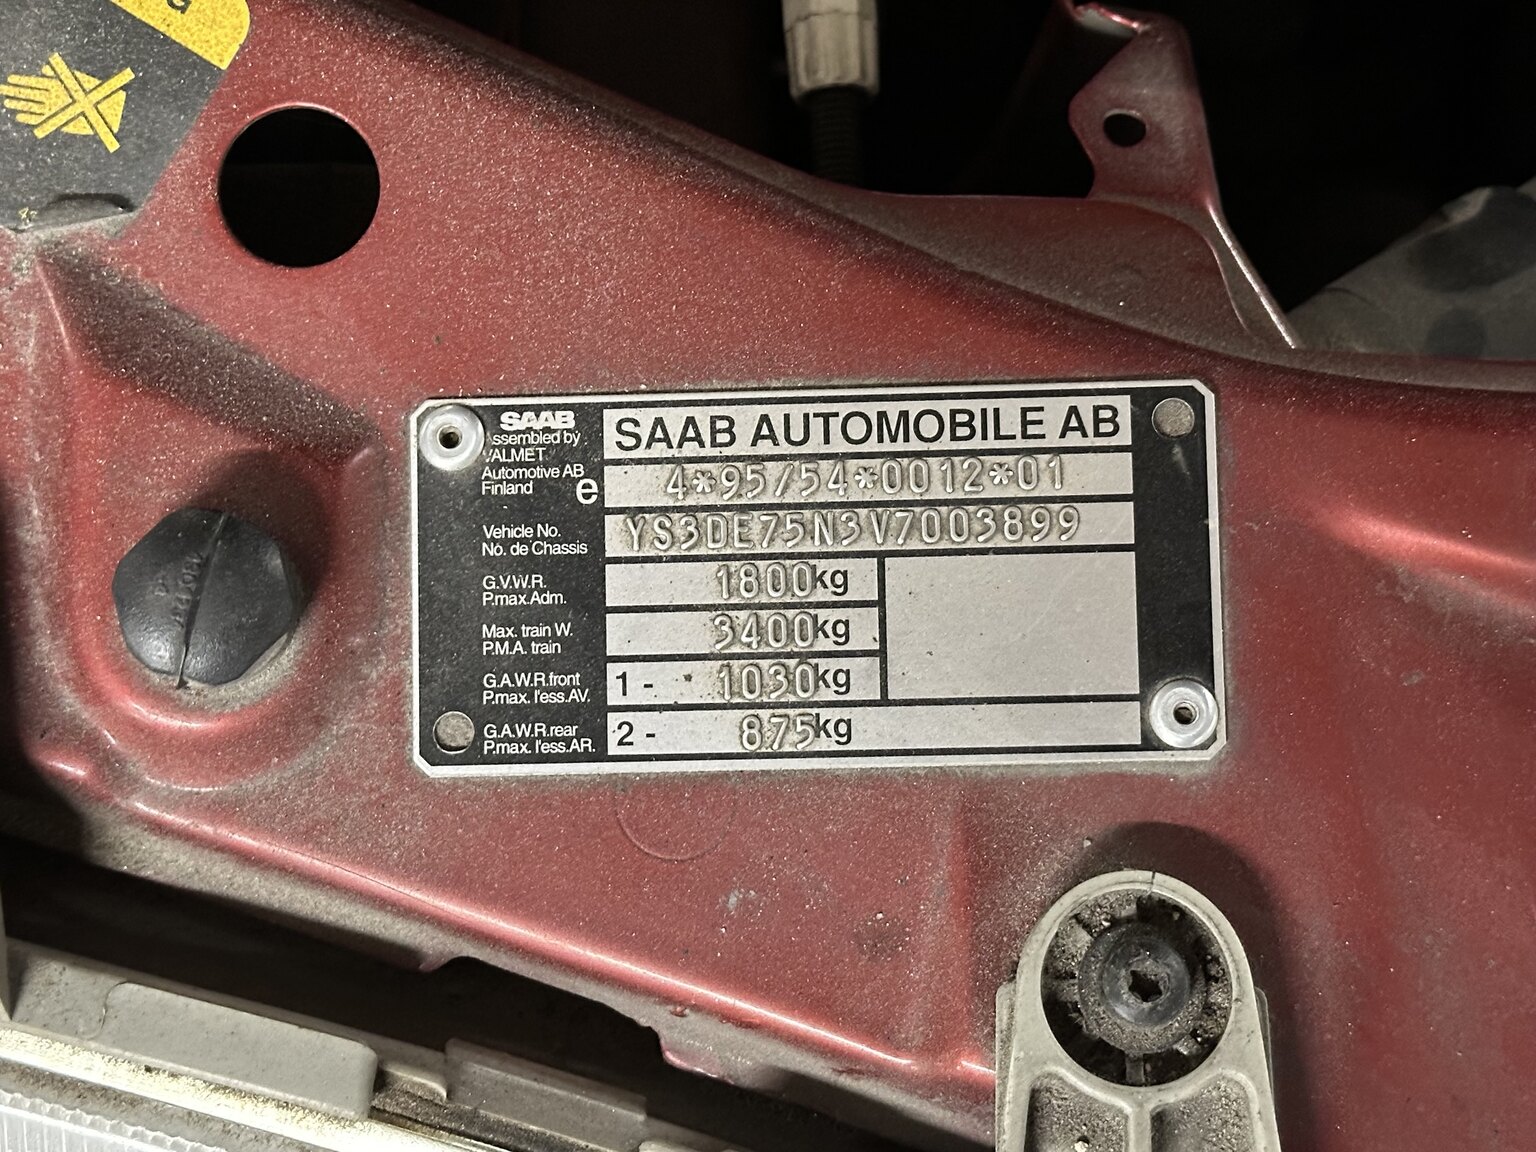 SAAB
Assembled by
VALMET
Automotive AB
Finland
e
SAAB AUTOMOBILE AB
4*95/54*0012*01
Vehicle No.
No. de Chassis
YS3DE75N3V7003899
G.V.W.R.
P.max.Adm.
1800kg
Max. train W.
P.M.A. train
3400kg
G.A.W.R.front
P.max. l'ess.AV.
1 - 1030kg
G.A.W.R.rear
P.max. l'ess.AR.
2 - 875kg